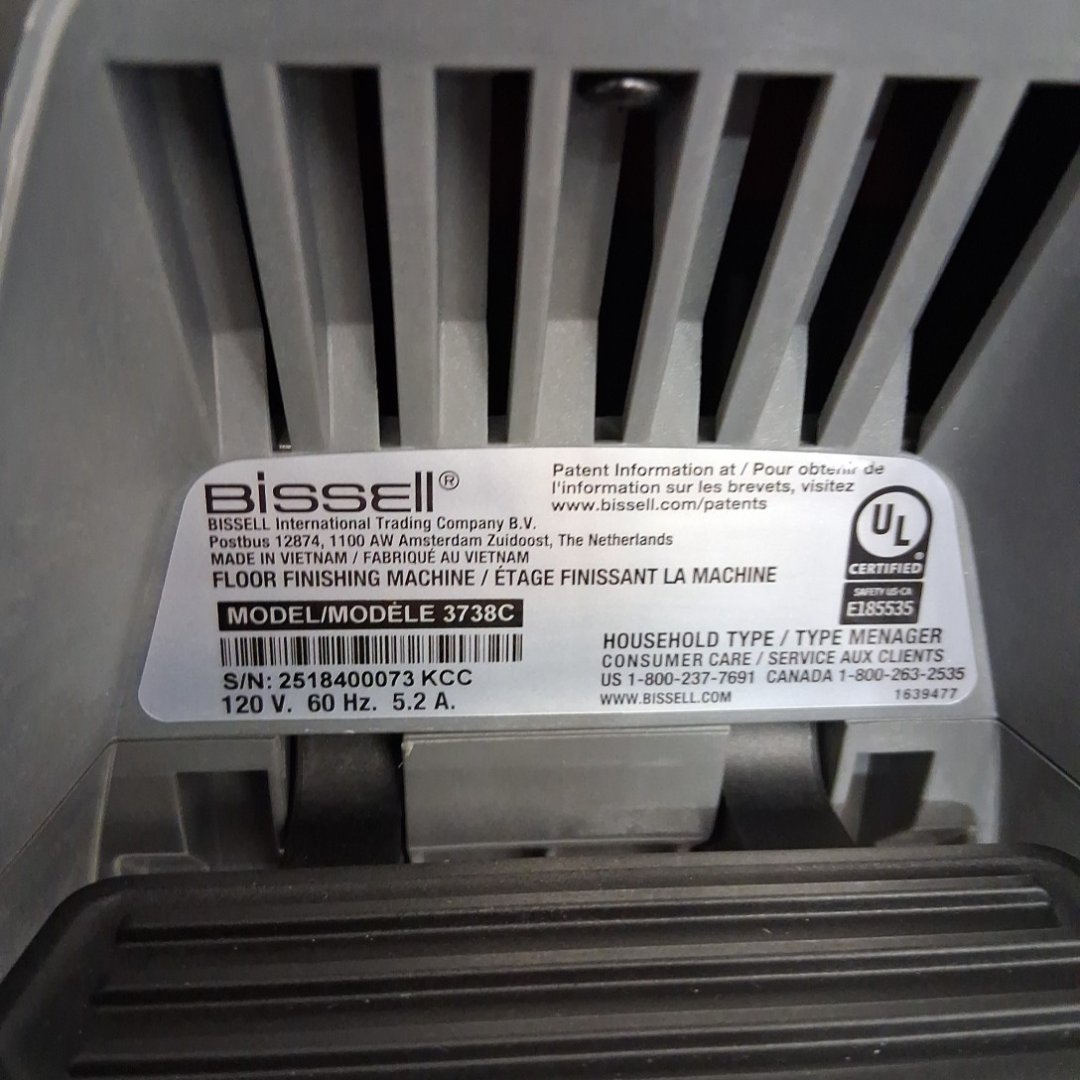 BISSELL®
BISSELL International Trading Company B.V.
Postbus 12874, 1100 AW Amsterdam Zuidoost, The Netherlands
MADE IN VIETNAM / FABRIQUÉ AU VIETNAM
FLOOR FINISHING MACHINE / ÉTAGE FINISSANT LA MACHINE
MODEL/MODÈLE 3738C
S/N: 2518400073 KCC
120 V. 60 Hz. 5.2 A.
Patent Information at / Pour obtenir de
l'information sur les brevets, visitez
www.bissell.com/patents
UL
®
CERTIFIED
SAFETY US-CA
E185535
HOUSEHOLD TYPE / TYPE MENAGER
CONSUMER CARE / SERVICE AUX CLIENTS
US 1-800-237-7691 CANADA 1-800-263-2535
WWW.BISSELL.COM
1639477